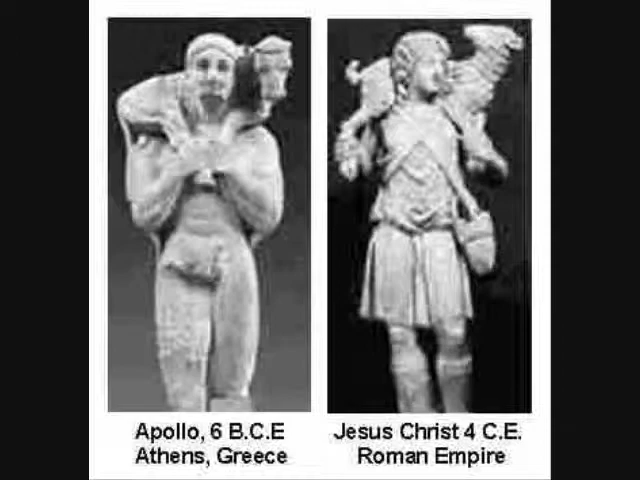 Apollo, 6 B.C.E
Athens, Greece
Jesus Christ 4 C.E.
Roman Empire